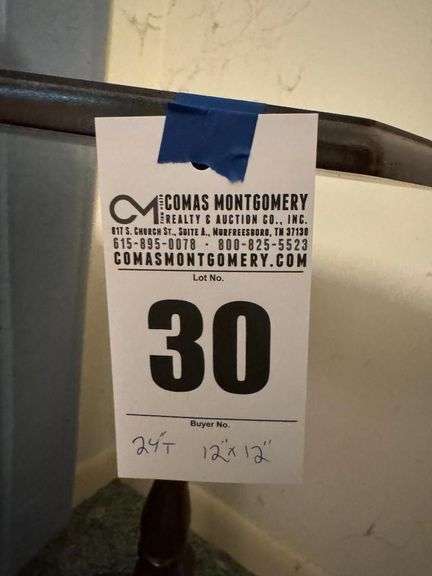 CM COMAS MONTGOMERY
REALTY & AUCTION CO., INC.
817 S. CHURCH ST., SUITE A., MURFREESBORO, TN 37130
615-895-0078 · 800-825-5523
COMASMONTGOMERY.COM
Lot No.
30
Buyer No.
24"T 12"x12"